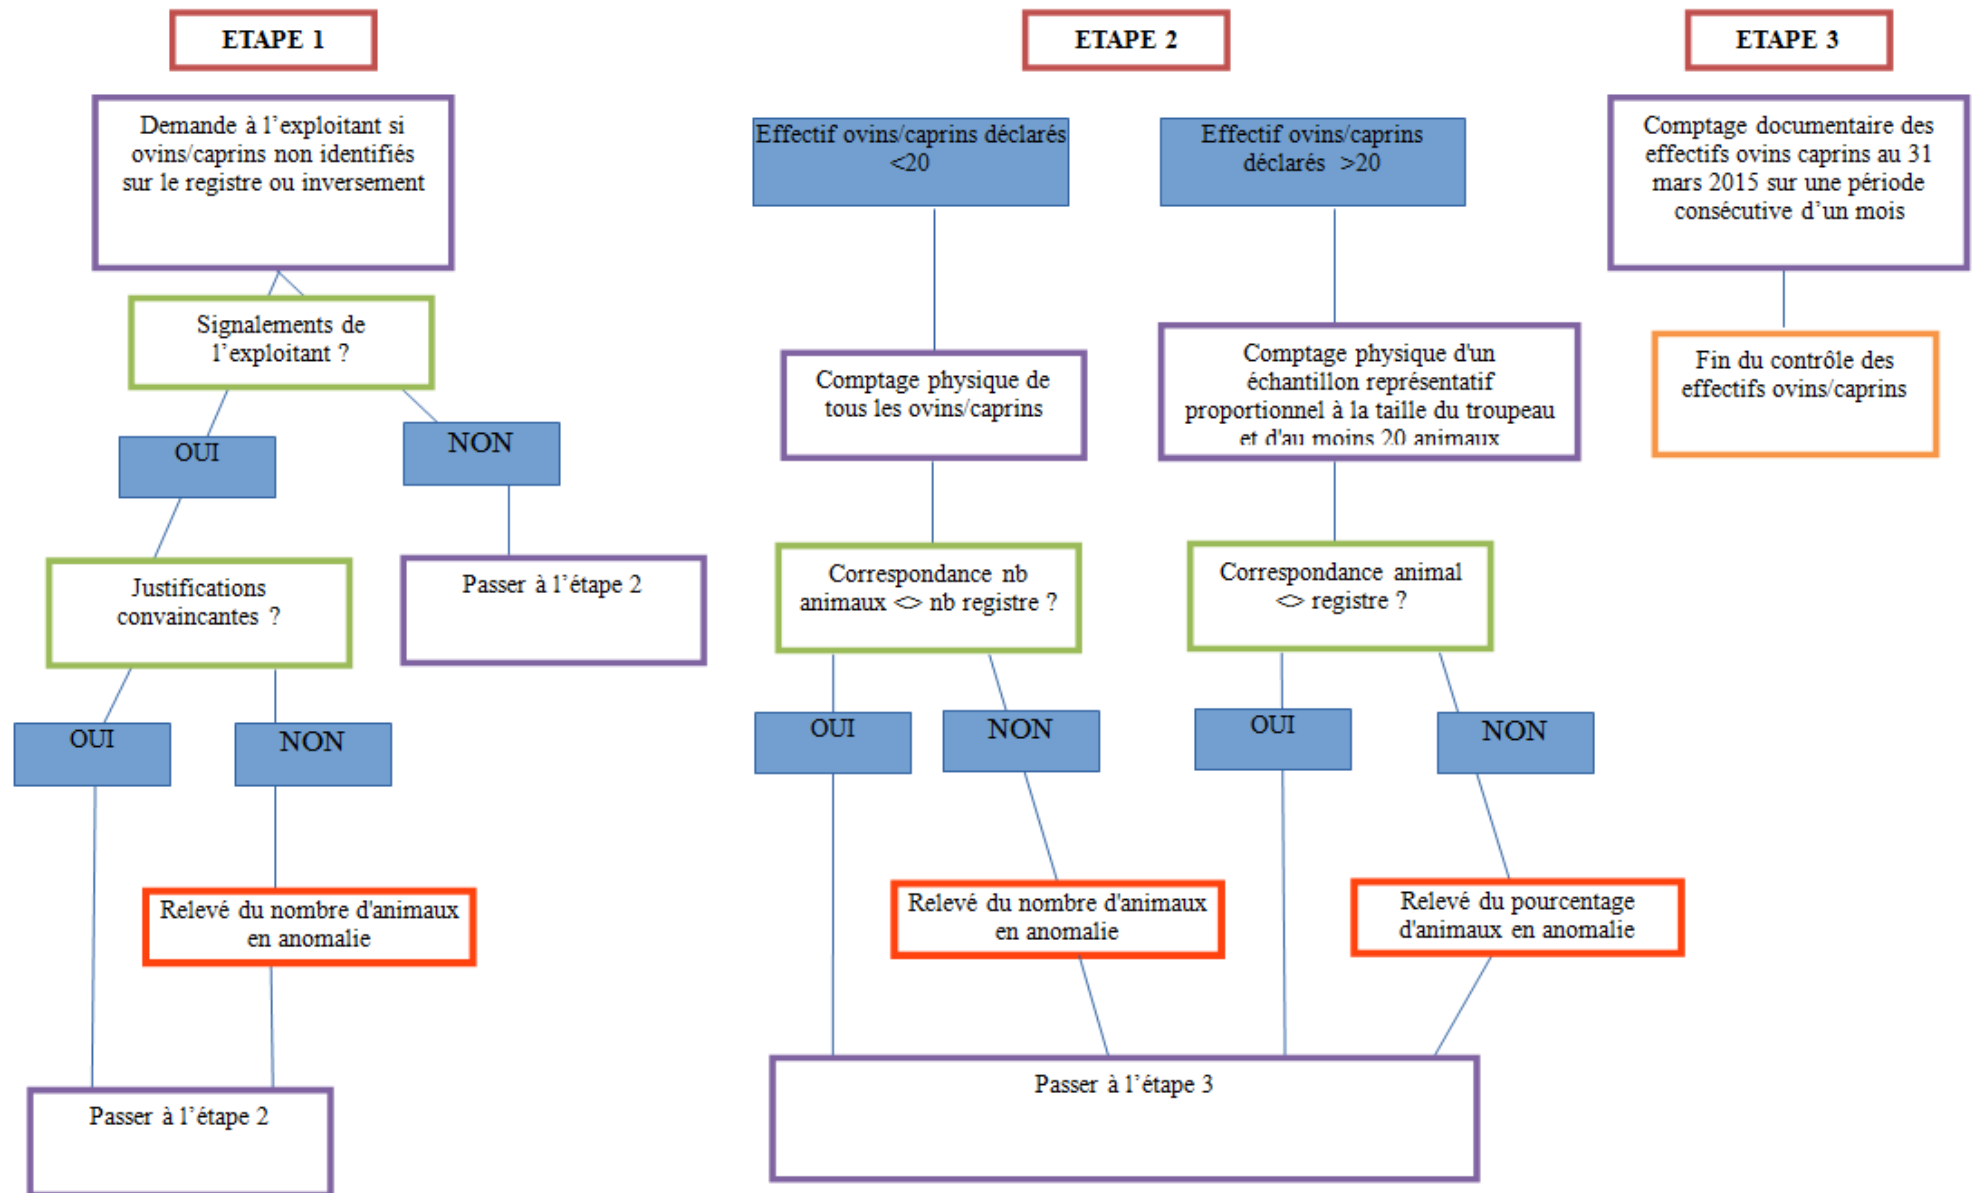 ETAPE 1
Demande à l’exploitant si
ovins/caprins non identifiés
sur le registre ou inversement
Signalements de
l’exploitant ?
OUI
NON
Justifications
convaincantes ?
Passer à l’étape 2
OUI
NON
Relevé du nombre d'animaux
en anomalie
Passer à l’étape 2
ETAPE 2
Effectif ovins/caprins déclarés
<20
Effectif ovins/caprins
déclarés >20
Comptage physique de
tous les ovins/caprins
Comptage physique d'un
échantillon représentatif
proportionnel à la taille du troupeau
et d'au moins 20 animaux
Correspondance nb
animaux <> nb registre ?
Correspondance animal
<> registre ?
OUI
NON
OUI
NON
Relevé du nombre d'animaux
en anomalie
Relevé du pourcentage
d'animaux en anomalie
Passer à l’étape 3
ETAPE 3
Comptage documentaire des
effectifs ovins caprins au 31
mars 2015 sur une période
consécutive d’un mois
Fin du contrôle des
effectifs ovins/caprins